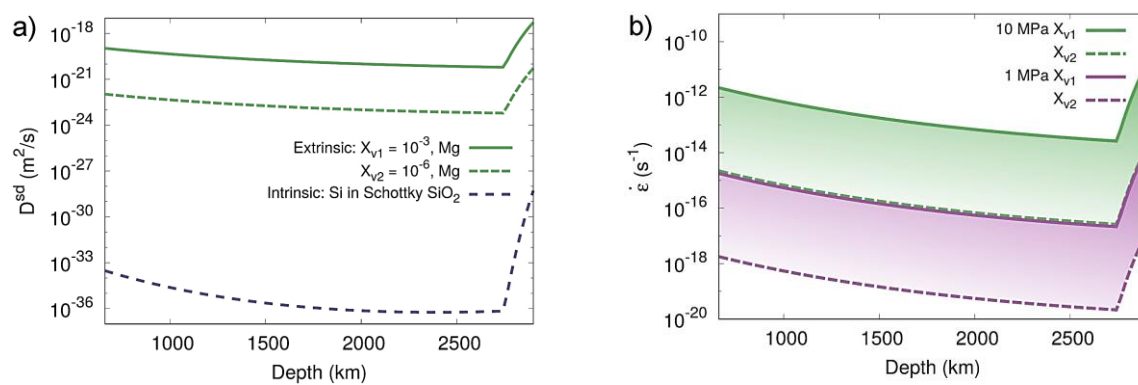 a)
D^sd (m²/s)
10⁻¹⁸
10⁻²¹
10⁻²⁴
10⁻²⁷
10⁻³⁰
10⁻³³
10⁻³⁶
Extrinsic: X_v1 = 10⁻³, Mg
X_v2 = 10⁻⁶, Mg
Intrinsic: Si in Schottky SiO₂
1000 1500 2000 2500
Depth (km)
b)
ε̇ (s⁻¹)
10⁻¹⁰
10⁻¹²
10⁻¹⁴
10⁻¹⁶
10⁻¹⁸
10⁻²⁰
10 MPa X_v1
X_v2
1 MPa X_v1
X_v2
1000 1500 2000 2500
Depth (km)